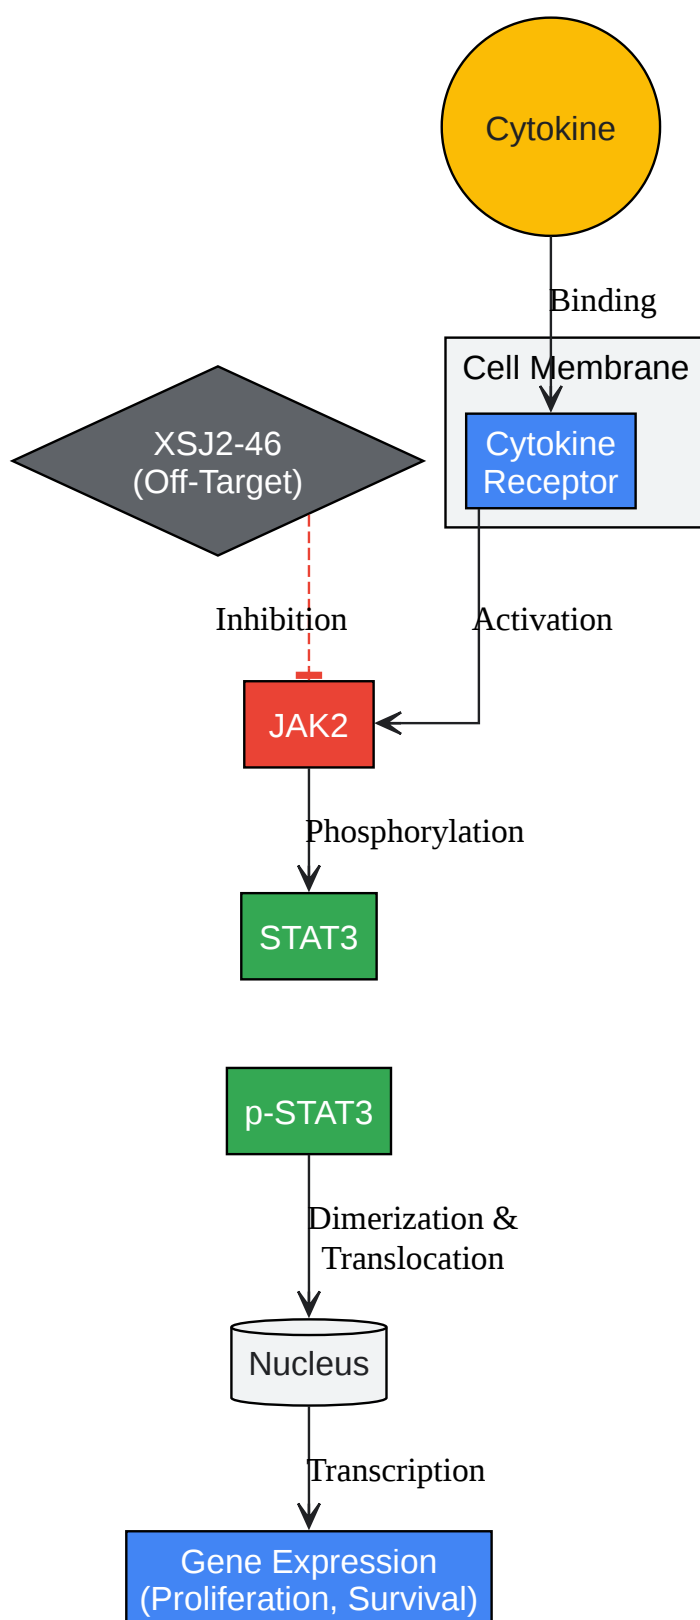 Cytokine
Binding
Cell Membrane
XSJ2-46
(Off-Target)
Cytokine
Receptor
Inhibition
Activation
JAK2
Phosphorylation
STAT3
p-STAT3
Dimerization &
Translocation
Nucleus
Transcription
Gene Expression
(Proliferation, Survival)